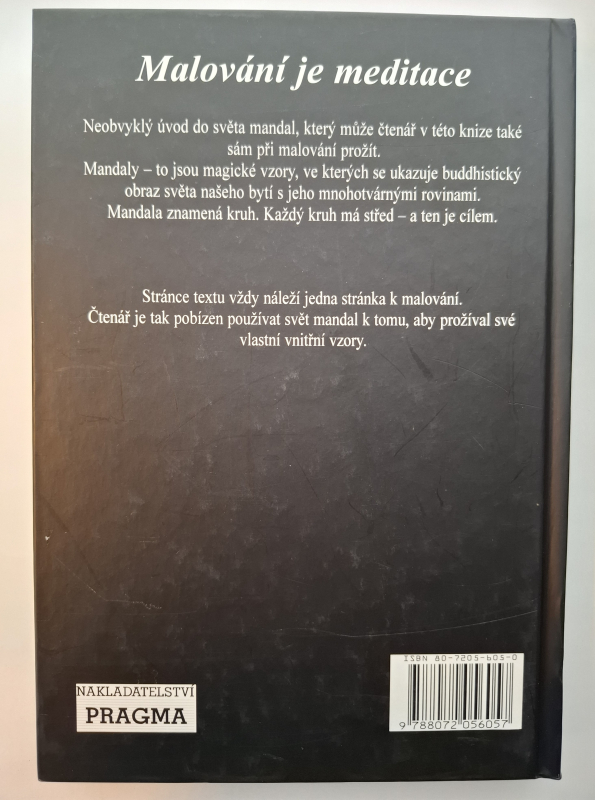 Malování je meditace
Neobvyklý úvod do světa mandal, který může čtenář v této knize také
sám při malování prožít.
Mandaly – to jsou magické vzory, ve kterých se ukazuje buddhistický
obraz světa našeho bytí s jeho mnohotvárnými rovinami.
Mandala znamená kruh. Každý kruh má střed – a ten je cílem.
Stránce textu vždy náleží jedna stránka k malování.
Čtenář je tak pobízen používat svět mandal k tomu, aby prožíval své
vlastní vnitřní vzory.
ISBN 80-7205-605-0
9 788072 056057
NAKLADATELSTVÍ
PRAGMA